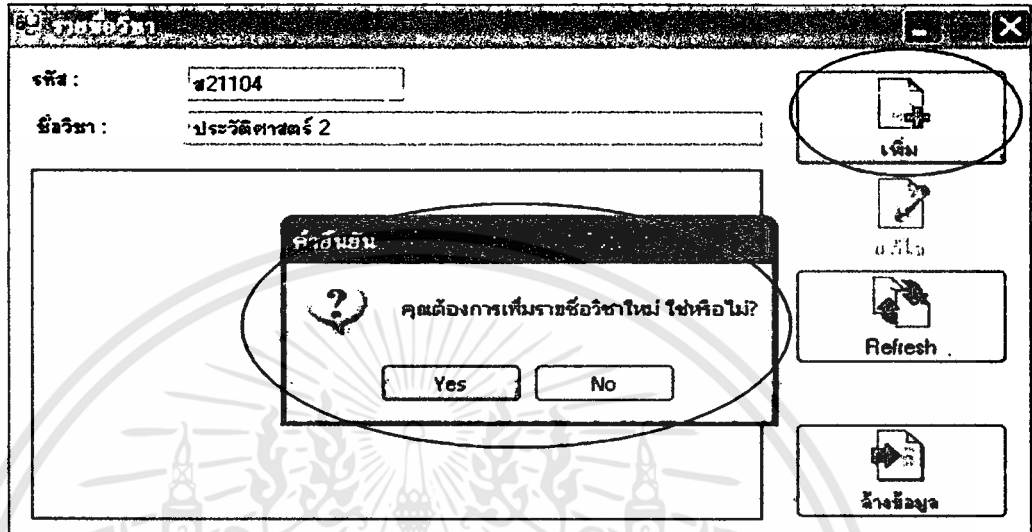 รายชื่อวิชา
รหัส :
ส21104
ชื่อวิชา :
ประวัติศาสตร์ 2
เพิ่ม
แก้ไข
Refresh
ล้างข้อมูล
คำยืนยัน
คุณต้องการเพิ่มรายชื่อวิชาใหม่ ใช่หรือไม่?
Yes
No